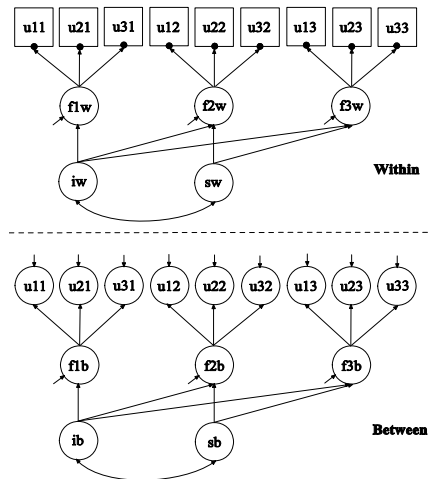 u11 u21 u31 u12 u22 u32 u13 u23 u33
f1w f2w f3w
iw sw
Within
u11 u21 u31 u12 u22 u32 u13 u23 u33
f1b f2b f3b
ib sb
Between